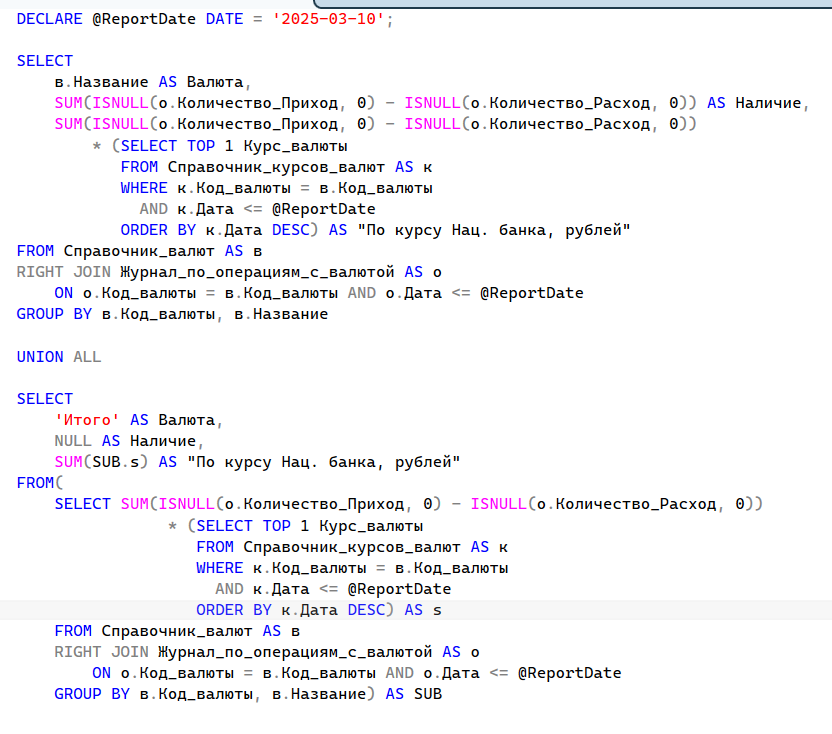 DECLARE @ReportDate DATE = '2025-03-10';
SELECT
в.Название AS Валюта,
SUM(ISNULL(о.Количество_Приход, 0) - ISNULL(о.Количество_Расход, 0)) AS Наличие,
SUM(ISNULL(о.Количество_Приход, 0) - ISNULL(о.Количество_Расход, 0))
* (SELECT TOP 1 Курс_валюты
FROM Справочник_курсов_валют AS к
WHERE к.Код_валюты = в.Код_валюты
AND к.Дата <= @ReportDate
ORDER BY к.Дата DESC) AS "По курсу Нац. банка, рублей"
FROM Справочник_валют AS в
RIGHT JOIN Журнал_по_операциям_с_валютой AS о
ON о.Код_валюты = в.Код_валюты AND о.Дата <= @ReportDate
GROUP BY в.Код_валюты, в.Название
UNION ALL
SELECT
'Итого' AS Валюта,
NULL AS Наличие,
SUM(SUB.s) AS "По курсу Нац. банка, рублей"
FROM(
SELECT SUM(ISNULL(о.Количество_Приход, 0) - ISNULL(о.Количество_Расход, 0))
* (SELECT TOP 1 Курс_валюты
FROM Справочник_курсов_валют AS к
WHERE к.Код_валюты = в.Код_валюты
AND к.Дата <= @ReportDate
ORDER BY к.Дата DESC) AS s
FROM Справочник_валют AS в
RIGHT JOIN Журнал_по_операциям_с_валютой AS о
ON о.Код_валюты = в.Код_валюты AND о.Дата <= @ReportDate
GROUP BY в.Код_валюты, в.Название) AS SUB